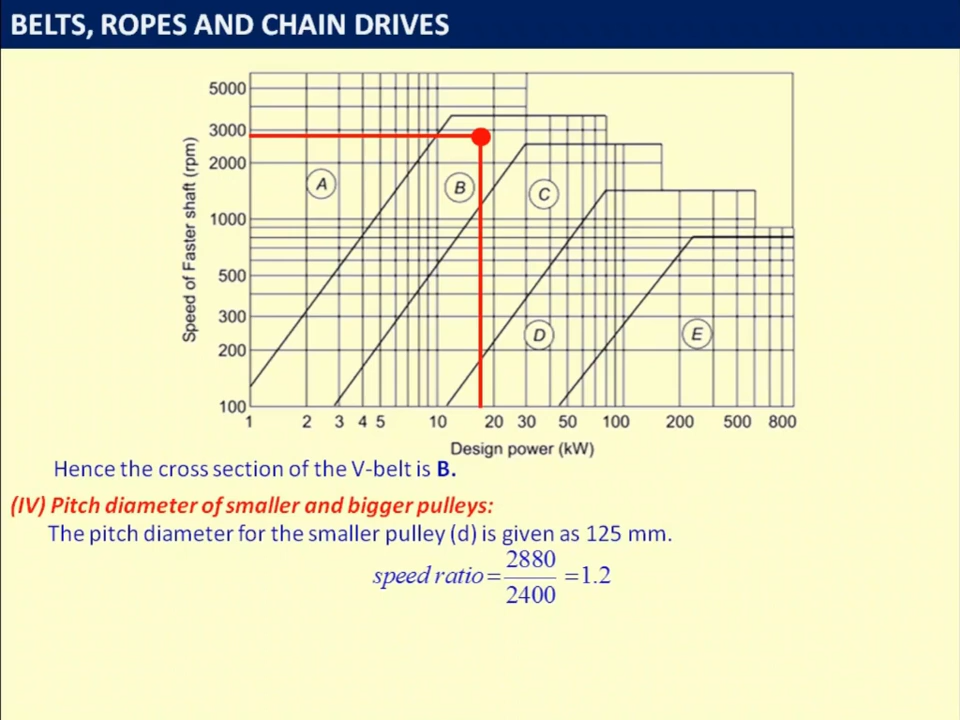 BELTS, ROPES AND CHAIN DRIVES
Speed of Faster shaft (rpm)
5000
3000
2000
1000
500
300
200
100
A
B
C
D
E
1 2 3 4 5 10 20 30 50 100 200 500 800
Design power (kW)
Hence the cross section of the V-belt is B.
(IV) Pitch diameter of smaller and bigger pulleys:
The pitch diameter for the smaller pulley (d) is given as 125 mm.
speed ratio = 2880 / 2400 = 1.2